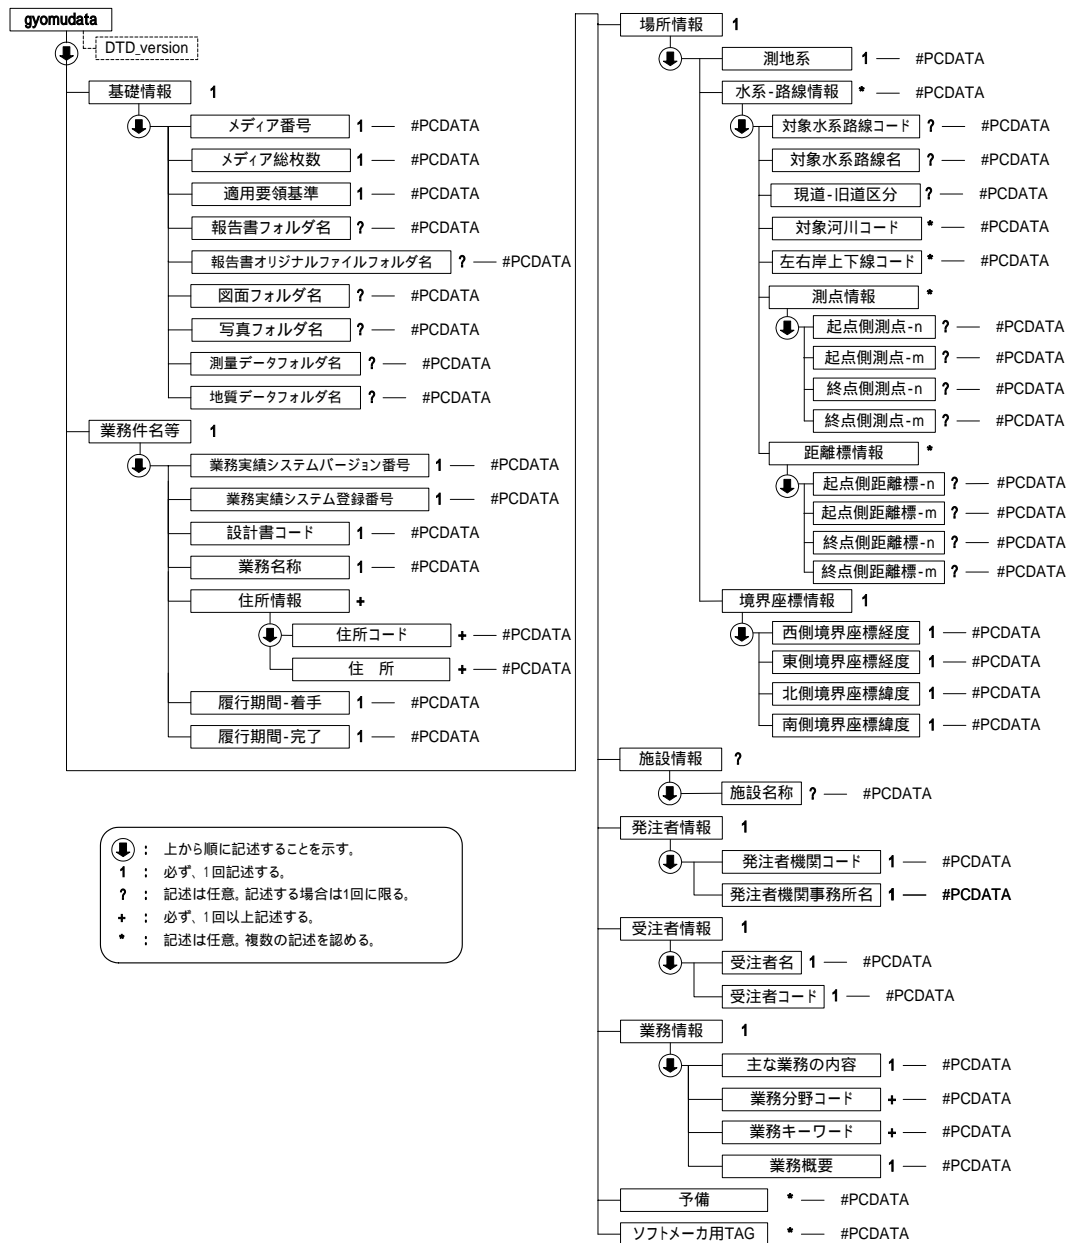 gyomudata
DTD_version
基礎情報 1
メディア番号 1 #PCDATA
メディア総枚数 1 #PCDATA
適用要領基準 1 #PCDATA
報告書フォルダ名 ? #PCDATA
報告書オリジナルファイルフォルダ名 ? #PCDATA
図面フォルダ名 ? #PCDATA
写真フォルダ名 ? #PCDATA
測量データフォルダ名 ? #PCDATA
地質データフォルダ名 ? #PCDATA
業務件名等 1
業務実績システムバージョン番号 1 #PCDATA
業務実績システム登録番号 1 #PCDATA
設計書コード 1 #PCDATA
業務名称 1 #PCDATA
住所情報 +
住所コード + #PCDATA
住 所 + #PCDATA
履行期間-着手 1 #PCDATA
履行期間-完了 1 #PCDATA
: 上から順に記述することを示す。
1 : 必ず、1回記述する。
? : 記述は任意。記述する場合は1回に限る。
+ : 必ず、1回以上記述する。
* : 記述は任意。複数の記述を認める。
場所情報 1
測地系 1 #PCDATA
水系-路線情報 * #PCDATA
対象水系路線コード ? #PCDATA
対象水系路線名 ? #PCDATA
現道-旧道区分 ? #PCDATA
対象河川コード * #PCDATA
左右岸上下線コード * #PCDATA
測点情報 *
起点側測点-n ? #PCDATA
起点側測点-m ? #PCDATA
終点側測点-n ? #PCDATA
終点側測点-m ? #PCDATA
距離標情報 *
起点側距離標-n ? #PCDATA
起点側距離標-m ? #PCDATA
終点側距離標-n ? #PCDATA
終点側距離標-m ? #PCDATA
境界座標情報 1
西側境界座標経度 1 #PCDATA
東側境界座標経度 1 #PCDATA
北側境界座標緯度 1 #PCDATA
南側境界座標緯度 1 #PCDATA
施設情報 ?
施設名称 ? #PCDATA
発注者情報 1
発注者機関コード 1 #PCDATA
発注者機関事務所名 1 #PCDATA
受注者情報 1
受注者名 1 #PCDATA
受注者コード 1 #PCDATA
業務情報 1
主な業務の内容 1 #PCDATA
業務分野コード + #PCDATA
業務キーワード + #PCDATA
業務概要 1 #PCDATA
予備 * #PCDATA
ソフトメーカ用TAG * #PCDATA